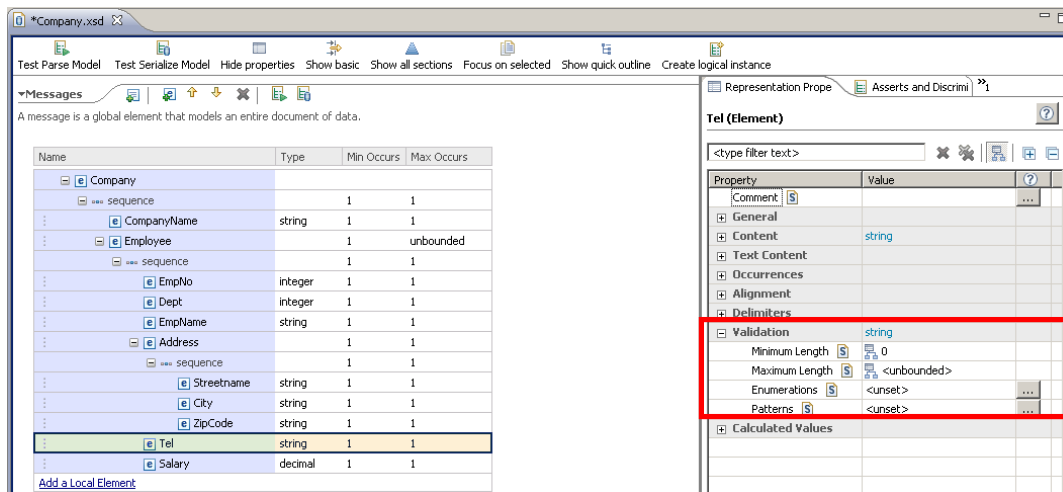 *Company.xsd
Test Parse Model Test Serialize Model Hide properties Show basic Show all sections Focus on selected Show quick outline Create logical instance
Messages
A message is a global element that models an entire document of data.
Name Type Min Occurs Max Occurs
e Company
sequence 1 1
e CompanyName string 1 1
e Employee 1 unbounded
sequence 1 1
e EmpNo integer 1 1
e Dept integer 1 1
e EmpName string 1 1
e Address 1 1
sequence 1 1
e Streetname string 1 1
e City string 1 1
e ZipCode string 1 1
e Tel string 1 1
e Salary decimal 1 1
Add a Local Element
Representation Prope Asserts and Discrimi »1
Tel (Element) ?
<type filter text>
Property Value ?
Comment S ...
General
Content string
Text Content
Occurrences
Alignment
Delimiters
Validation string
Minimum Length S 0
Maximum Length S <unbounded>
Enumerations S <unset> ...
Patterns S <unset> ...
Calculated Values